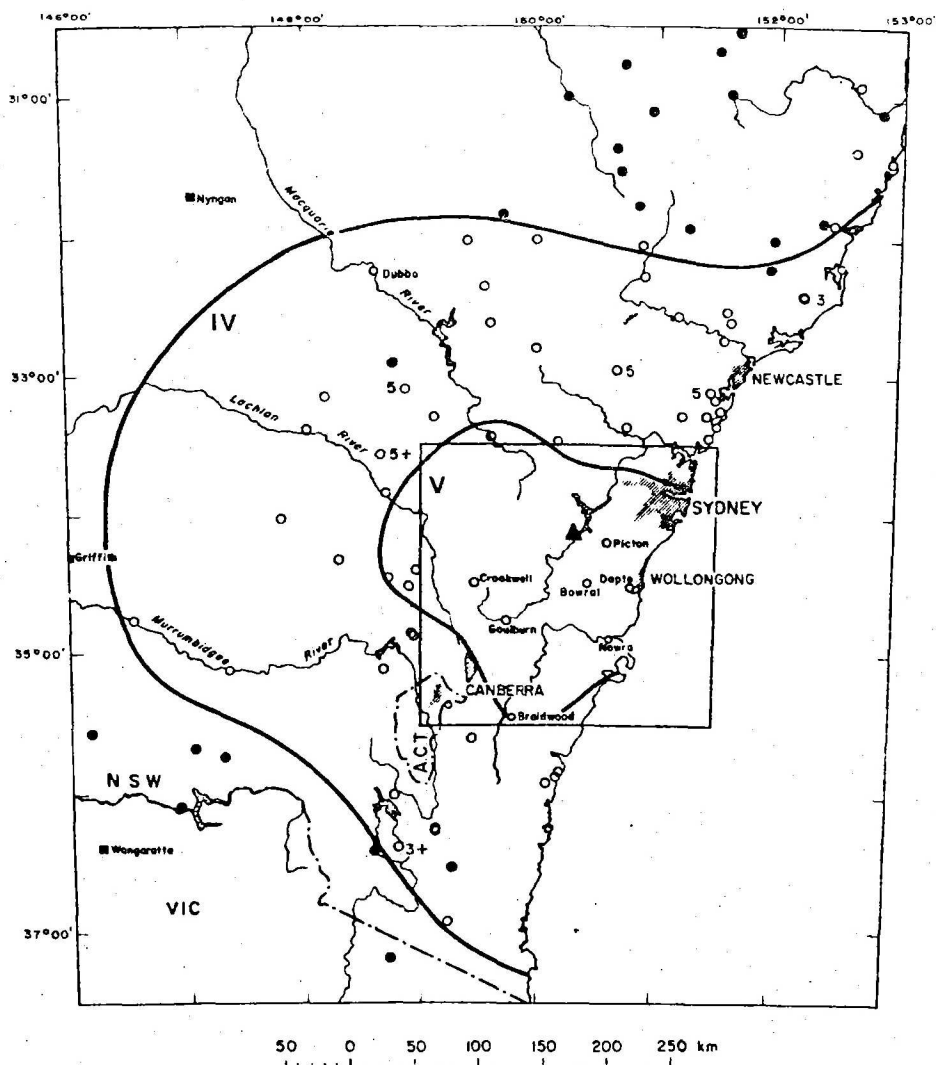 146°00' 148°00' 150°00' 152°00' 153°00'
31°00'
Nyngan
Macquarie
Dubbo
River
3
IV
33°00'
5
5
5
NEWCASTLE
Lachlan
River
5+
V
SYDNEY
Picton
Griffith
Crookwell
Bowral
Dapto
WOLLONGONG
Goulburn
Murrumbidgee
River
Nowra
35°00'
CANBERRA
Braidwood
ACT
NSW
3+
Wangaratta
VIC
37°00'
50 0 50 100 150 200 250 km